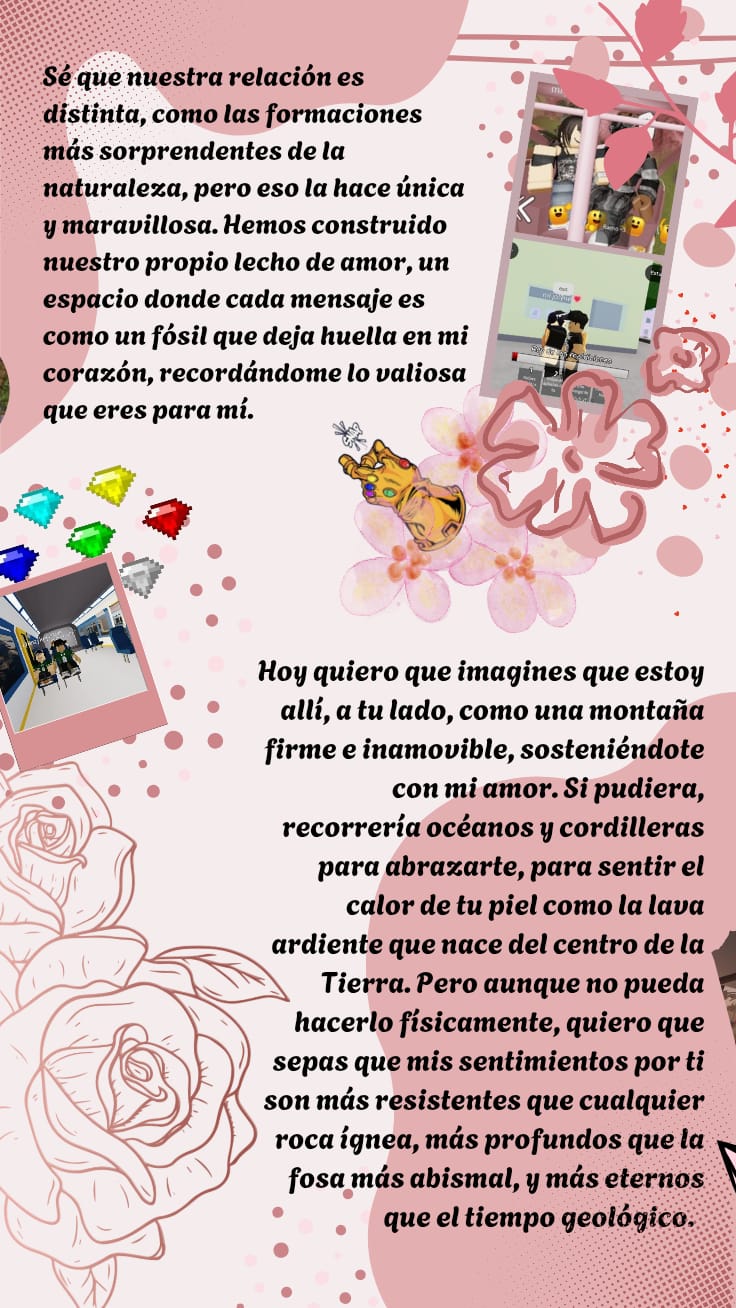 Sé que nuestra relación es
distinta, como las formaciones
más sorprendentes de la
naturaleza, pero eso la hace única
y maravillosa. Hemos construido
nuestro propio lecho de amor, un
espacio donde cada mensaje es
como un fósil que deja huella en mi
corazón, recordándome lo valiosa
que eres para mí.
SNAP
Hoy quiero que imagines que estoy
allí, a tu lado, como una montaña
firme e inamovible, sosteniéndote
con mi amor. Si pudiera,
recorrería océanos y cordilleras
para abrazarte, para sentir el
calor de tu piel como la lava
ardiente que nace del centro de la
Tierra. Pero aunque no pueda
hacerlo físicamente, quiero que
sepas que mis sentimientos por ti
son más resistentes que cualquier
roca ígnea, más profundos que la
fosa más abismal, y más eternos
que el tiempo geológico.